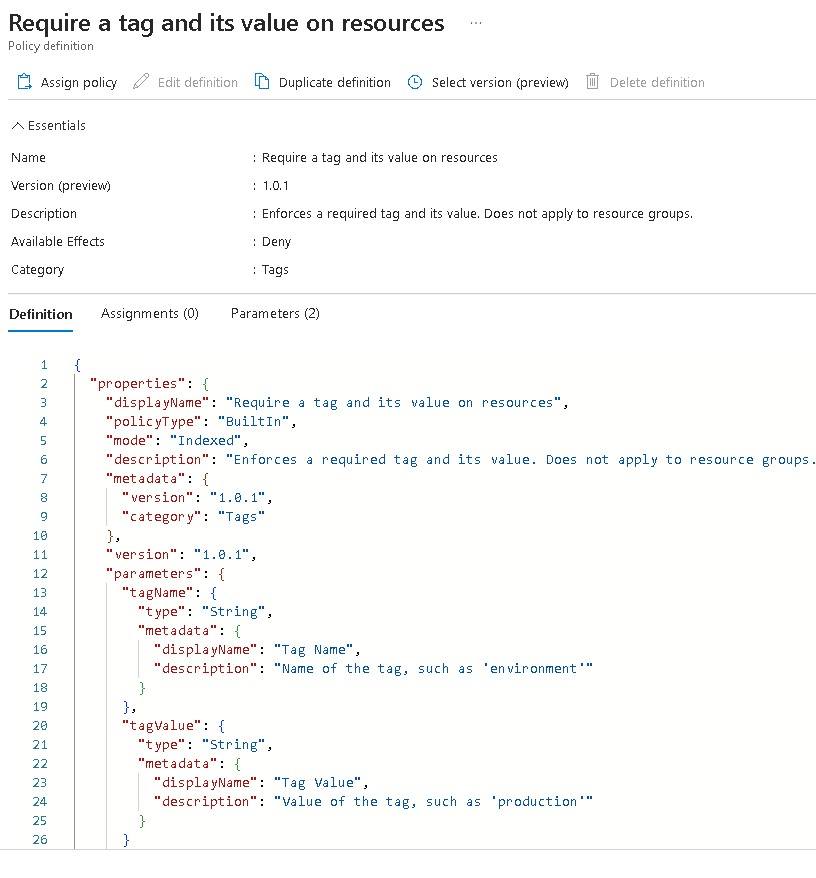 Require a tag and its value on resources ...
Policy definition
Assign policy Edit definition Duplicate definition Select version (preview) Delete definition
Essentials
Name : Require a tag and its value on resources
Version (preview) : 1.0.1
Description : Enforces a required tag and its value. Does not apply to resource groups.
Available Effects : Deny
Category : Tags
Definition Assignments (0) Parameters (2)
1 {
2 "properties": {
3 "displayName": "Require a tag and its value on resources",
4 "policyType": "BuiltIn",
5 "mode": "Indexed",
6 "description": "Enforces a required tag and its value. Does not apply to resource groups.
7 "metadata": {
8 "version": "1.0.1",
9 "category": "Tags"
10 },
11 "version": "1.0.1",
12 "parameters": {
13 "tagName": {
14 "type": "String",
15 "metadata": {
16 "displayName": "Tag Name",
17 "description": "Name of the tag, such as 'environment'"
18 }
19 },
20 "tagValue": {
21 "type": "String",
22 "metadata": {
23 "displayName": "Tag Value",
24 "description": "Value of the tag, such as 'production'"
25 }
26 }